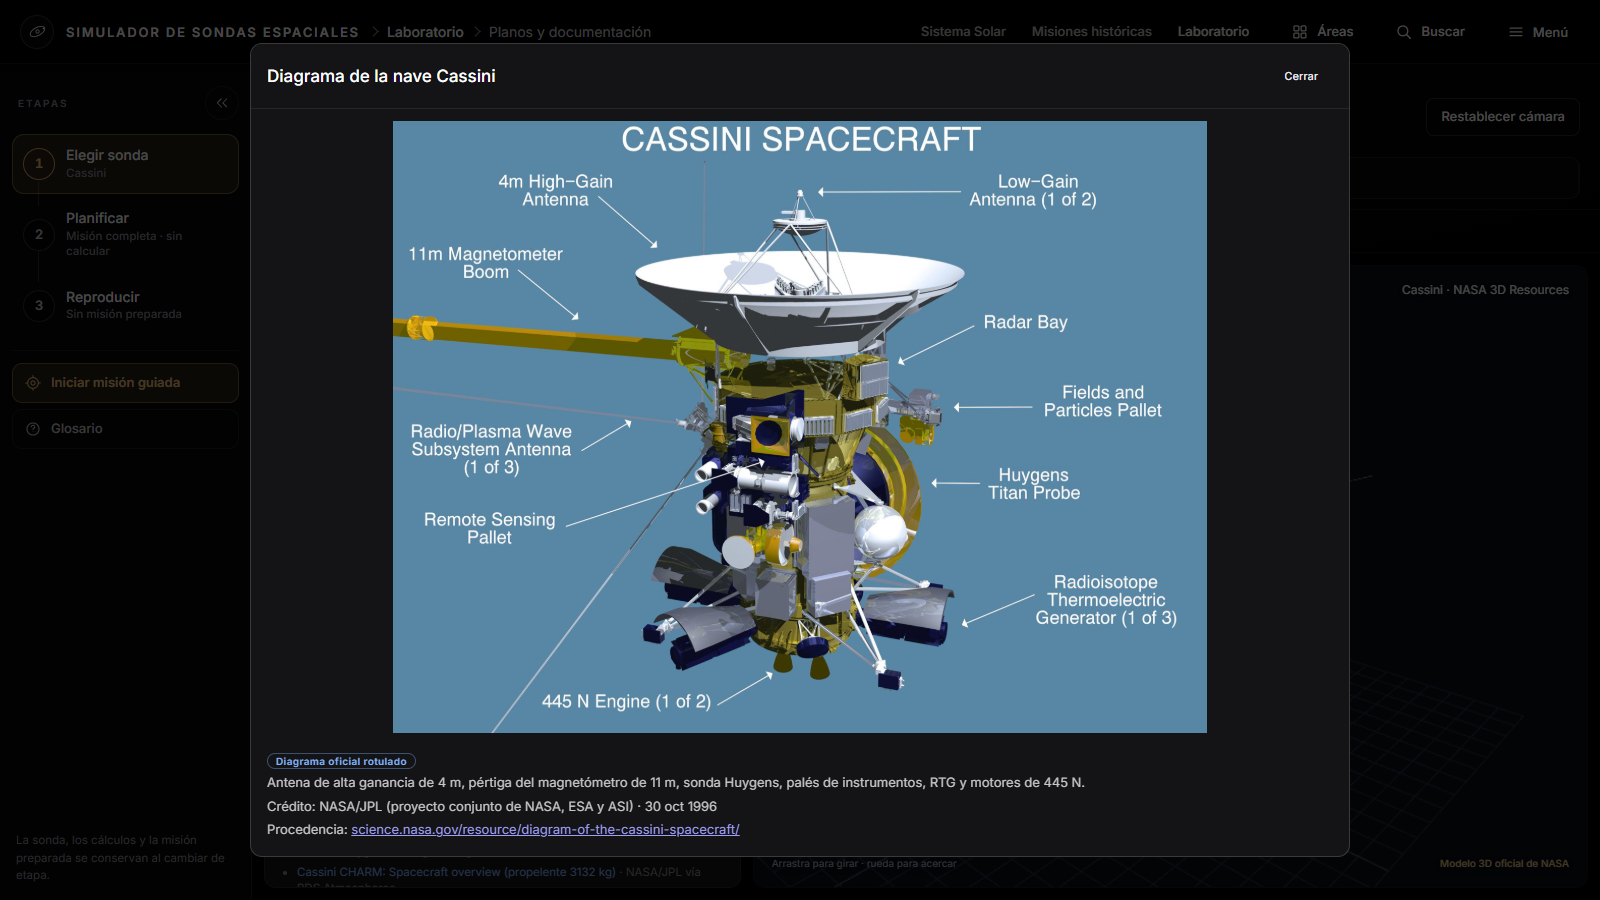 SIMULADOR DE SONDAS ESPACIALES
Laboratorio
Planos y documentación
Sistema Solar
Misiones históricas
Laboratorio
Áreas
Buscar
Menú
ETAPAS
1
Elegir sonda
Cassini
2
Planificar
Misión completa · sin
calcular
3
Reproducir
Sin misión preparada
Iniciar misión guiada
Glosario
La sonda, los cálculos y la misión
preparada se conservan al cambiar de
etapa.
Restablecer cámara
Cassini · NASA 3D Resources
Diagrama de la nave Cassini
Cerrar
CASSINI SPACECRAFT
4m High-Gain
Antenna
Low-Gain
Antenna (1 of 2)
11m Magnetometer
Boom
Radar Bay
Fields and
Particles Pallet
Radio/Plasma Wave
Subsystem Antenna
(1 of 3)
Huygens
Titan Probe
Remote Sensing
Pallet
Radioisotope
Thermoelectric
Generator (1 of 3)
445 N Engine (1 of 2)
Diagrama oficial rotulado
Antena de alta ganancia de 4 m, pértiga del magnetómetro de 11 m, sonda Huygens, palés de instrumentos, RTG y motores de 445 N.
Crédito: NASA/JPL (proyecto conjunto de NASA, ESA y ASI) · 30 oct 1996
Procedencia: science.nasa.gov/resource/diagram-of-the-cassini-spacecraft/
Cassini CHARM: Spacecraft overview (propelente 3132 kg) · NASA/JPL vía
Arrastra para girar · rueda para acercar
Modelo 3D oficial de NASA